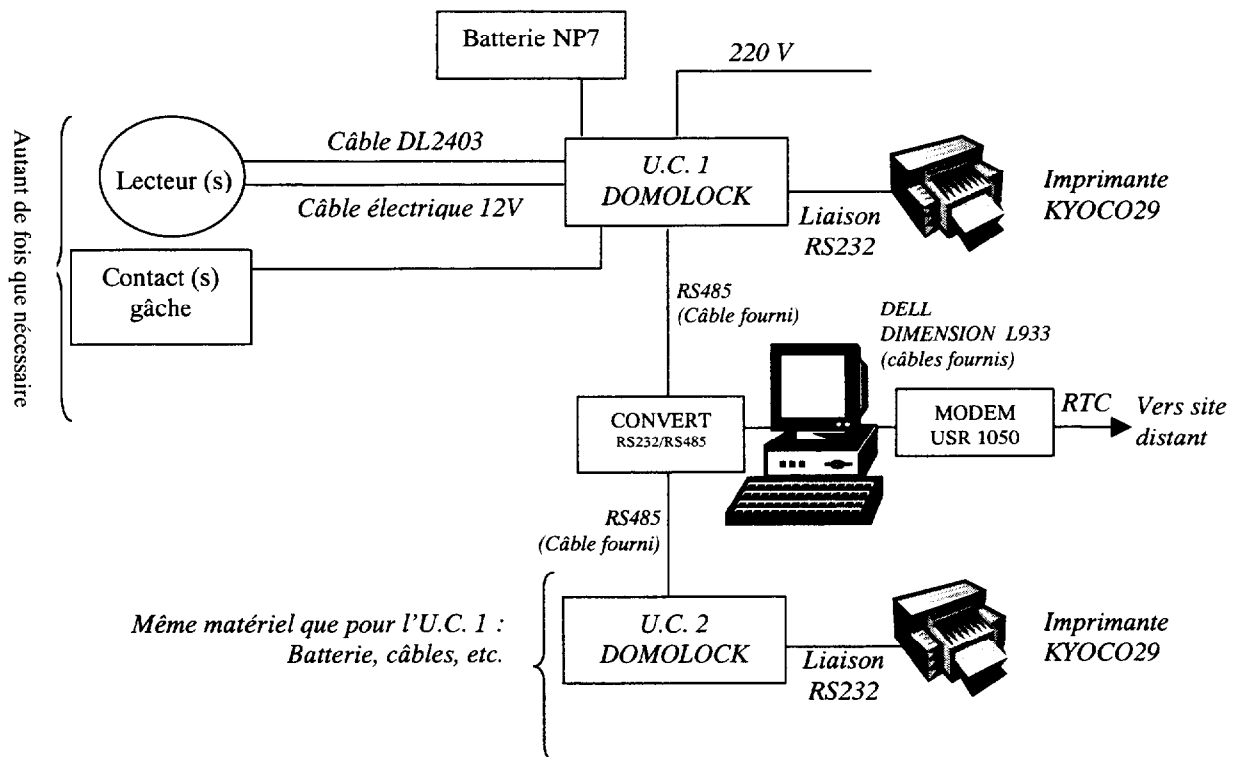 Batterie NP7
220 V
Autant de fois que nécessaire
Lecteur (s)
Câble DL2403
Câble électrique 12V
U.C. 1
DOMOLOCK
Liaison
RS232
Imprimante
KYOCO29
Contact (s)
gâche
RS485
(Câble fourni)
DELL
DIMENSION L933
(câbles fournis)
CONVERT
RS232/RS485
MODEM
USR 1050
RTC
Vers site
distant
RS485
(Câble fourni)
Même matériel que pour l'U.C. 1 :
Batterie, câbles, etc.
U.C. 2
DOMOLOCK
Liaison
RS232
Imprimante
KYOCO29